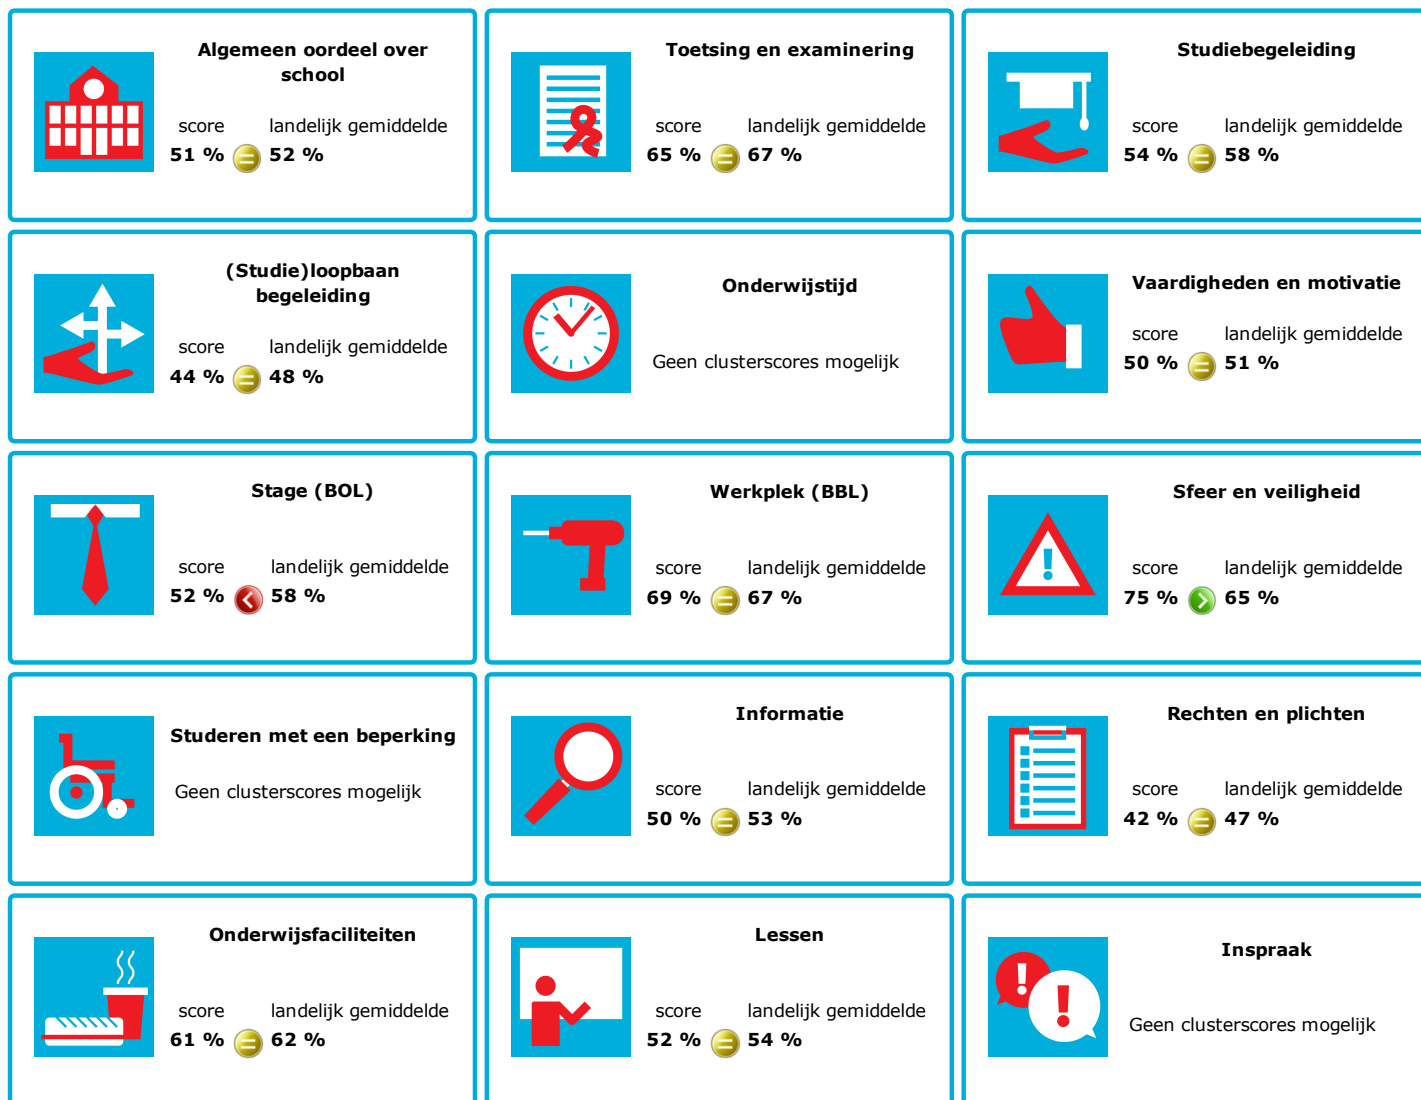 Algemeen oordeel over
school
score landelijk gemiddelde
51 % = 52 %
Toetsing en examinering
score landelijk gemiddelde
65 % = 67 %
Studiebegeleiding
score landelijk gemiddelde
54 % = 58 %
(Studie)loopbaan
begeleiding
score landelijk gemiddelde
44 % = 48 %
Onderwijstijd
Geen clusterscores mogelijk
Vaardigheden en motivatie
score landelijk gemiddelde
50 % = 51 %
Stage (BOL)
score landelijk gemiddelde
52 % < 58 %
Werkplek (BBL)
score landelijk gemiddelde
69 % = 67 %
Sfeer en veiligheid
score landelijk gemiddelde
75 % > 65 %
Studeren met een beperking
Geen clusterscores mogelijk
Informatie
score landelijk gemiddelde
50 % = 53 %
Rechten en plichten
score landelijk gemiddelde
42 % = 47 %
Onderwijsfaciliteiten
score landelijk gemiddelde
61 % = 62 %
Lessen
score landelijk gemiddelde
52 % = 54 %
Inspraak
Geen clusterscores mogelijk